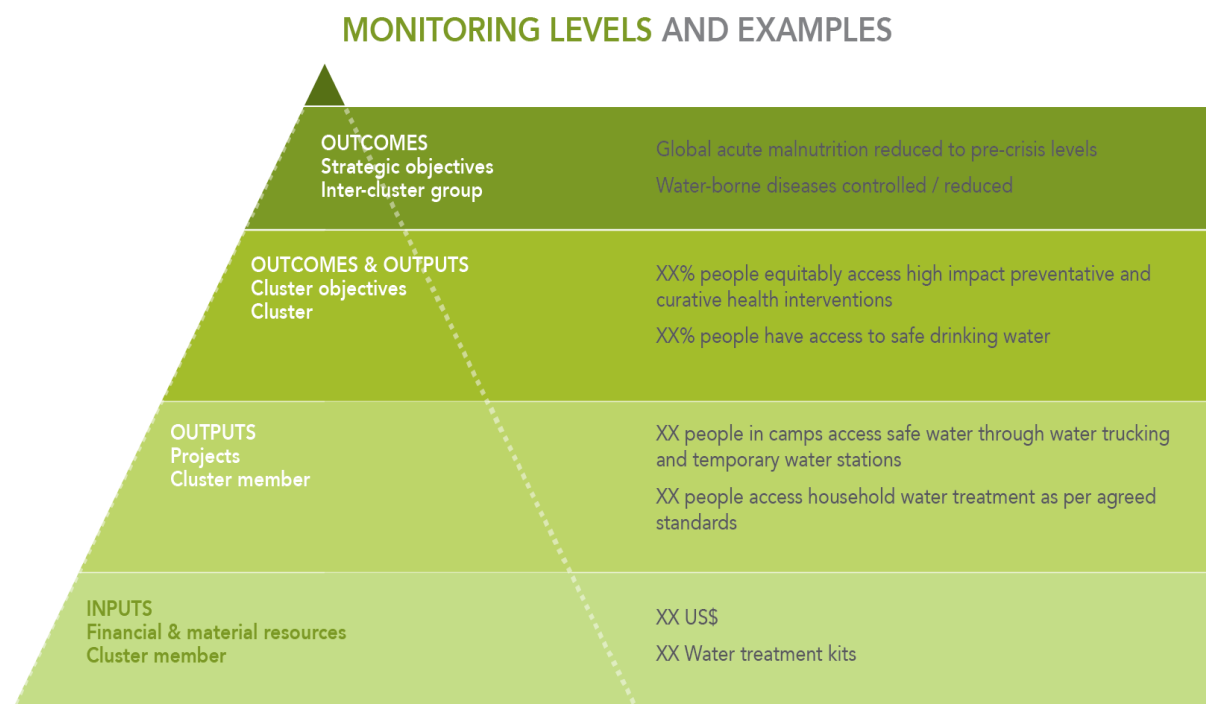 MONITORING LEVELS AND EXAMPLES
OUTCOMES
Strategic objectives
Inter-cluster group
Global acute malnutrition reduced to pre-crisis levels
Water-borne diseases controlled / reduced
OUTCOMES & OUTPUTS
Cluster objectives
Cluster
XX% people equitably access high impact preventative and
curative health interventions
XX% people have access to safe drinking water
OUTPUTS
Projects
Cluster member
XX people in camps access safe water through water trucking
and temporary water stations
XX people access household water treatment as per agreed
standards
INPUTS
Financial & material resources
Cluster member
XX US$
XX Water treatment kits